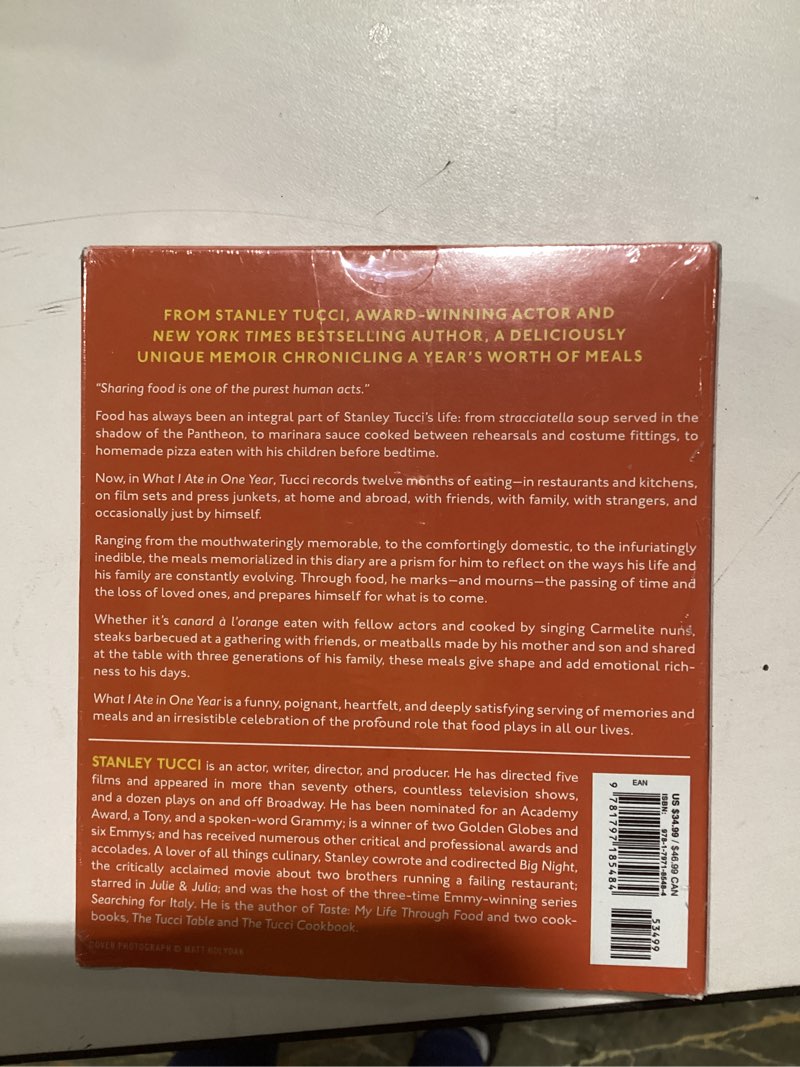 FROM STANLEY TUCCI, AWARD-WINNING ACTOR AND
NEW YORK TIMES BESTSELLING AUTHOR, A DELICIOUSLY
UNIQUE MEMOIR CHRONICLING A YEAR'S WORTH OF MEALS
"Sharing food is one of the purest human acts."
Food has always been an integral part of Stanley Tucci's life: from stracciatella soup served in the
shadow of the Pantheon, to marinara sauce cooked between rehearsals and costume fittings, to
homemade pizza eaten with his children before bedtime.
Now, in What I Ate in One Year, Tucci records twelve months of eating—in restaurants and kitchens,
on film sets and press junkets, at home and abroad, with friends, with family, with strangers, and
occasionally just by himself.
Ranging from the mouthwateringly memorable, to the comfortingly domestic, to the infuriatingly
inedible, the meals memorialized in this diary are a prism for him to reflect on the ways his life and
his family are constantly evolving. Through food, he marks—and mourns—the passing of time and
the loss of loved ones, and prepares himself for what is to come.
Whether it's canard à l'orange eaten with fellow actors and cooked by singing Carmelite nuns,
steaks barbecued at a gathering with friends, or meatballs made by his mother and son and shared
at the table with three generations of his family, these meals give shape and add emotional rich-
ness to his days.
What I Ate in One Year is a funny, poignant, heartfelt, and deeply satisfying serving of memories and
meals and an irresistible celebration of the profound role that food plays in all our lives.
STANLEY TUCCI is an actor, writer, director, and producer. He has directed five
films and appeared in more than seventy others, countless television shows,
and a dozen plays on and off Broadway. He has been nominated for an Academy
Award, a Tony, and a spoken-word Grammy; is a winner of two Golden Globes and
six Emmys; and has received numerous other critical and professional awards and
accolades. A lover of all things culinary, Stanley cowrote and codirected Big Night,
the critically acclaimed movie about two brothers running a failing restaurant;
starred in Julie & Julia; and was the host of the three-time Emmy-winning series
Searching for Italy. He is the author of Taste: My Life Through Food and two cook-
books, The Tucci Table and The Tucci Cookbook.
COVER PHOTOGRAPH © MATT HOLYOAK
EAN
US $34.99 / $46.99 CAN
ISBN: 978-1-7971-8548-4
9 781797 185484
53499